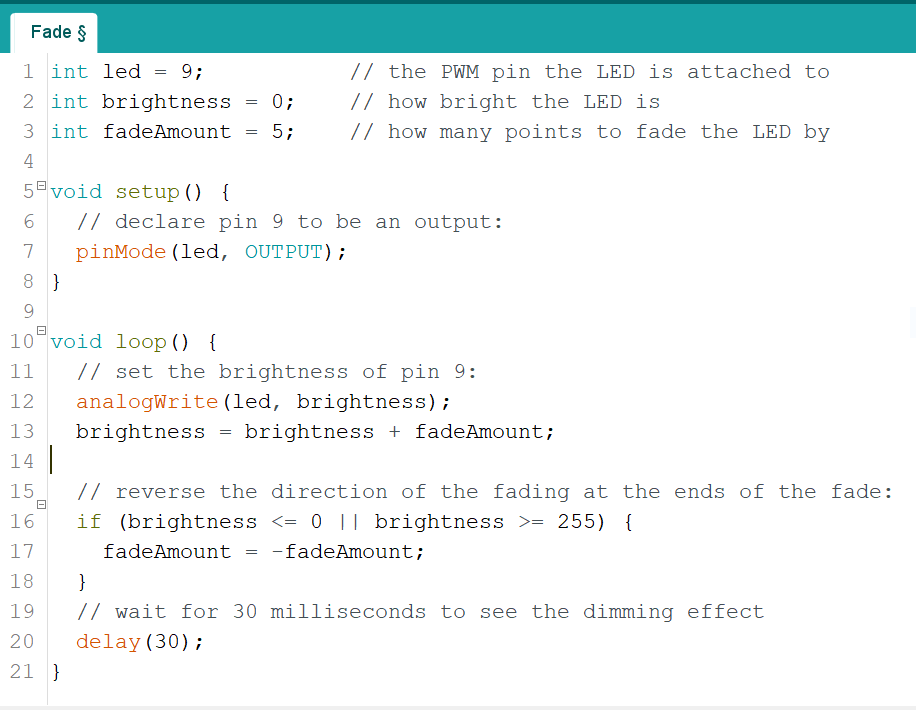 Fade §
1 int led = 9;           // the PWM pin the LED is attached to
2 int brightness = 0;    // how bright the LED is
3 int fadeAmount = 5;    // how many points to fade the LED by
4
5 void setup() {
6   // declare pin 9 to be an output:
7   pinMode(led, OUTPUT);
8 }
9
10 void loop() {
11   // set the brightness of pin 9:
12   analogWrite(led, brightness);
13   brightness = brightness + fadeAmount;
14
15   // reverse the direction of the fading at the ends of the fade:
16   if (brightness <= 0 || brightness >= 255) {
17     fadeAmount = -fadeAmount;
18   }
19   // wait for 30 milliseconds to see the dimming effect
20   delay(30);
21 }